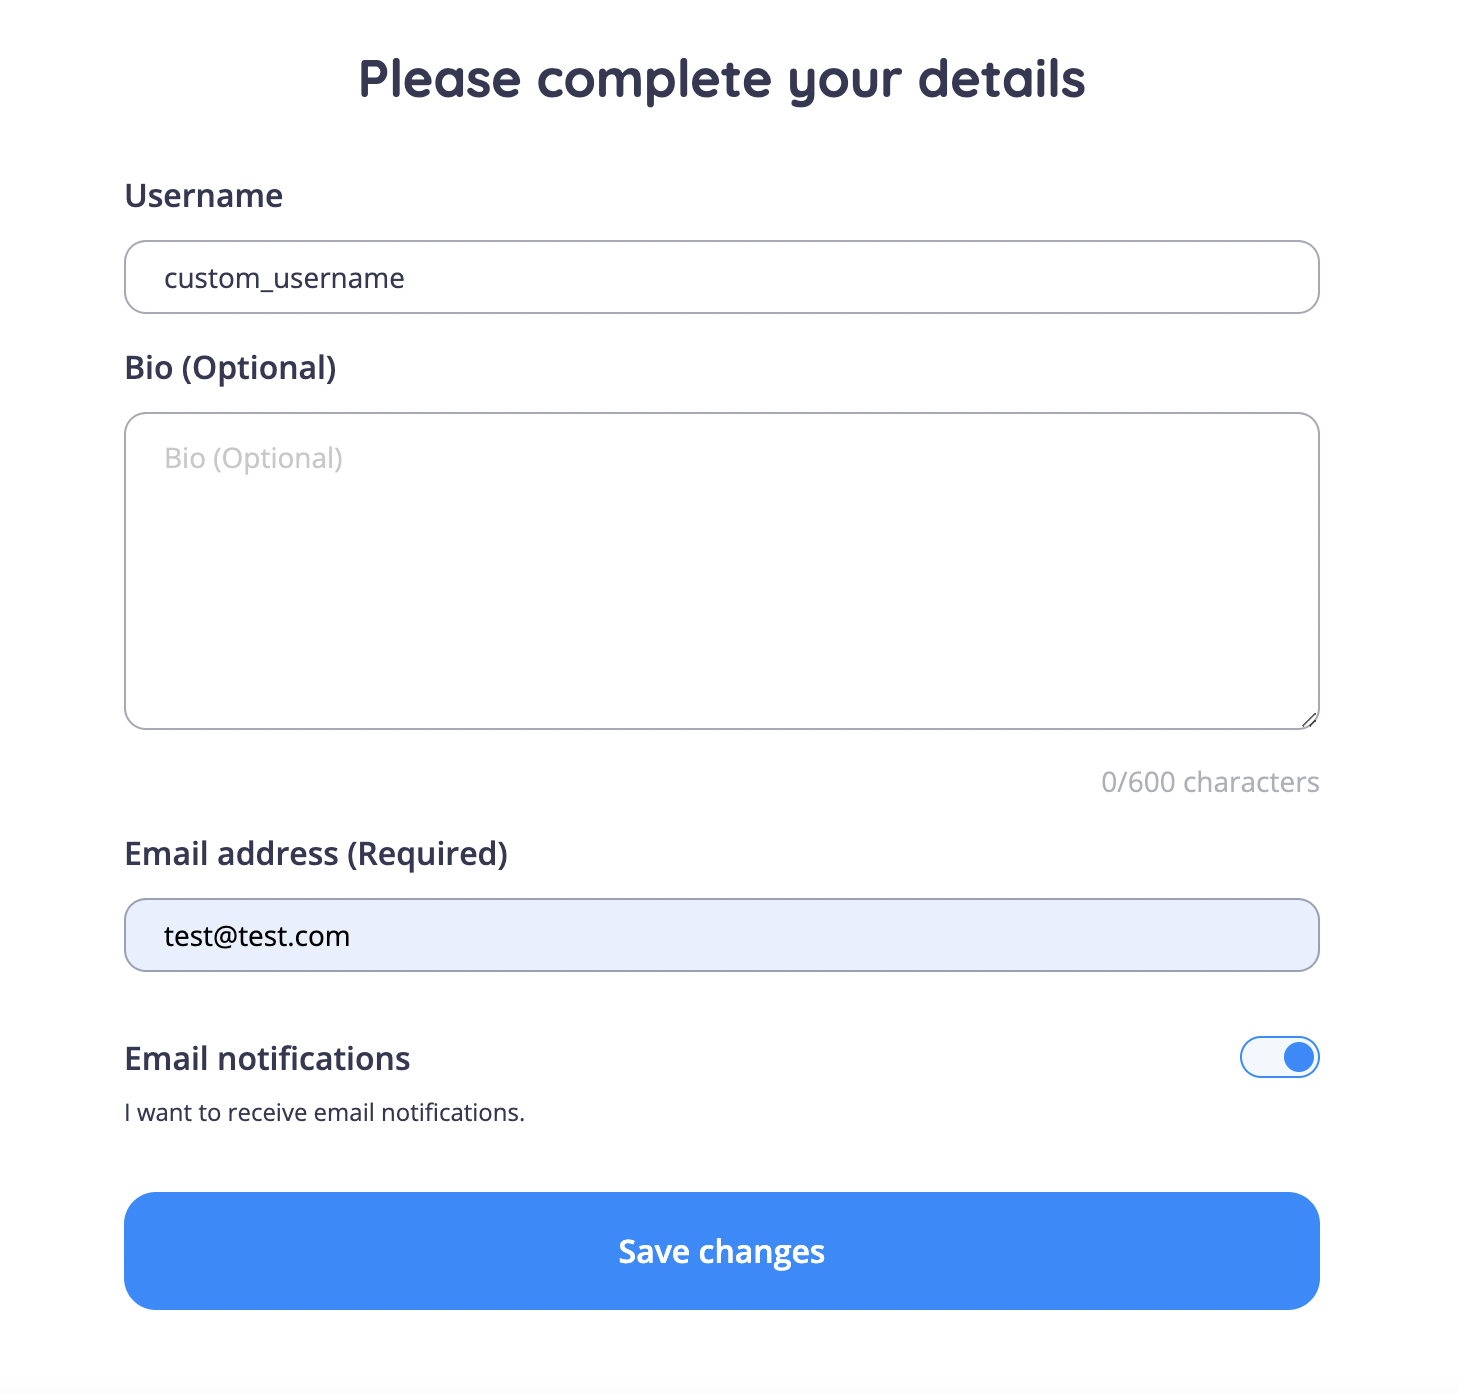 Please complete your details
Username
custom_username
Bio (Optional)
Bio (Optional)
0/600 characters
Email address (Required)
test@test.com
Email notifications
I want to receive email notifications.
Save changes